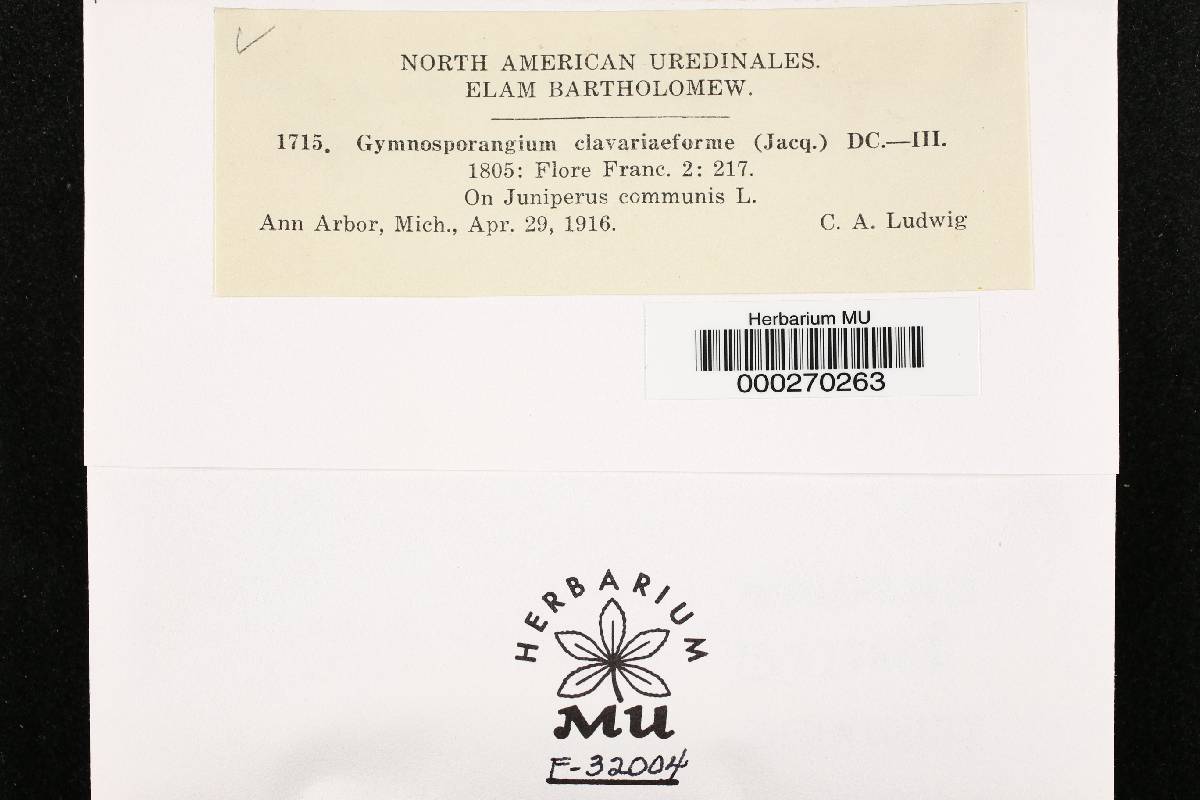 NORTH AMERICAN UREDINALES.
ELAM BARTHOLOMEW.
1715. Gymnosporangium clavariaeforme (Jacq.) DC.—III.
1805: Flore Franc. 2: 217.
On Juniperus communis L.
Ann Arbor, Mich., Apr. 29, 1916. C. A. Ludwig
Herbarium MU
000270263
HERBARIUM
MU
F-32004